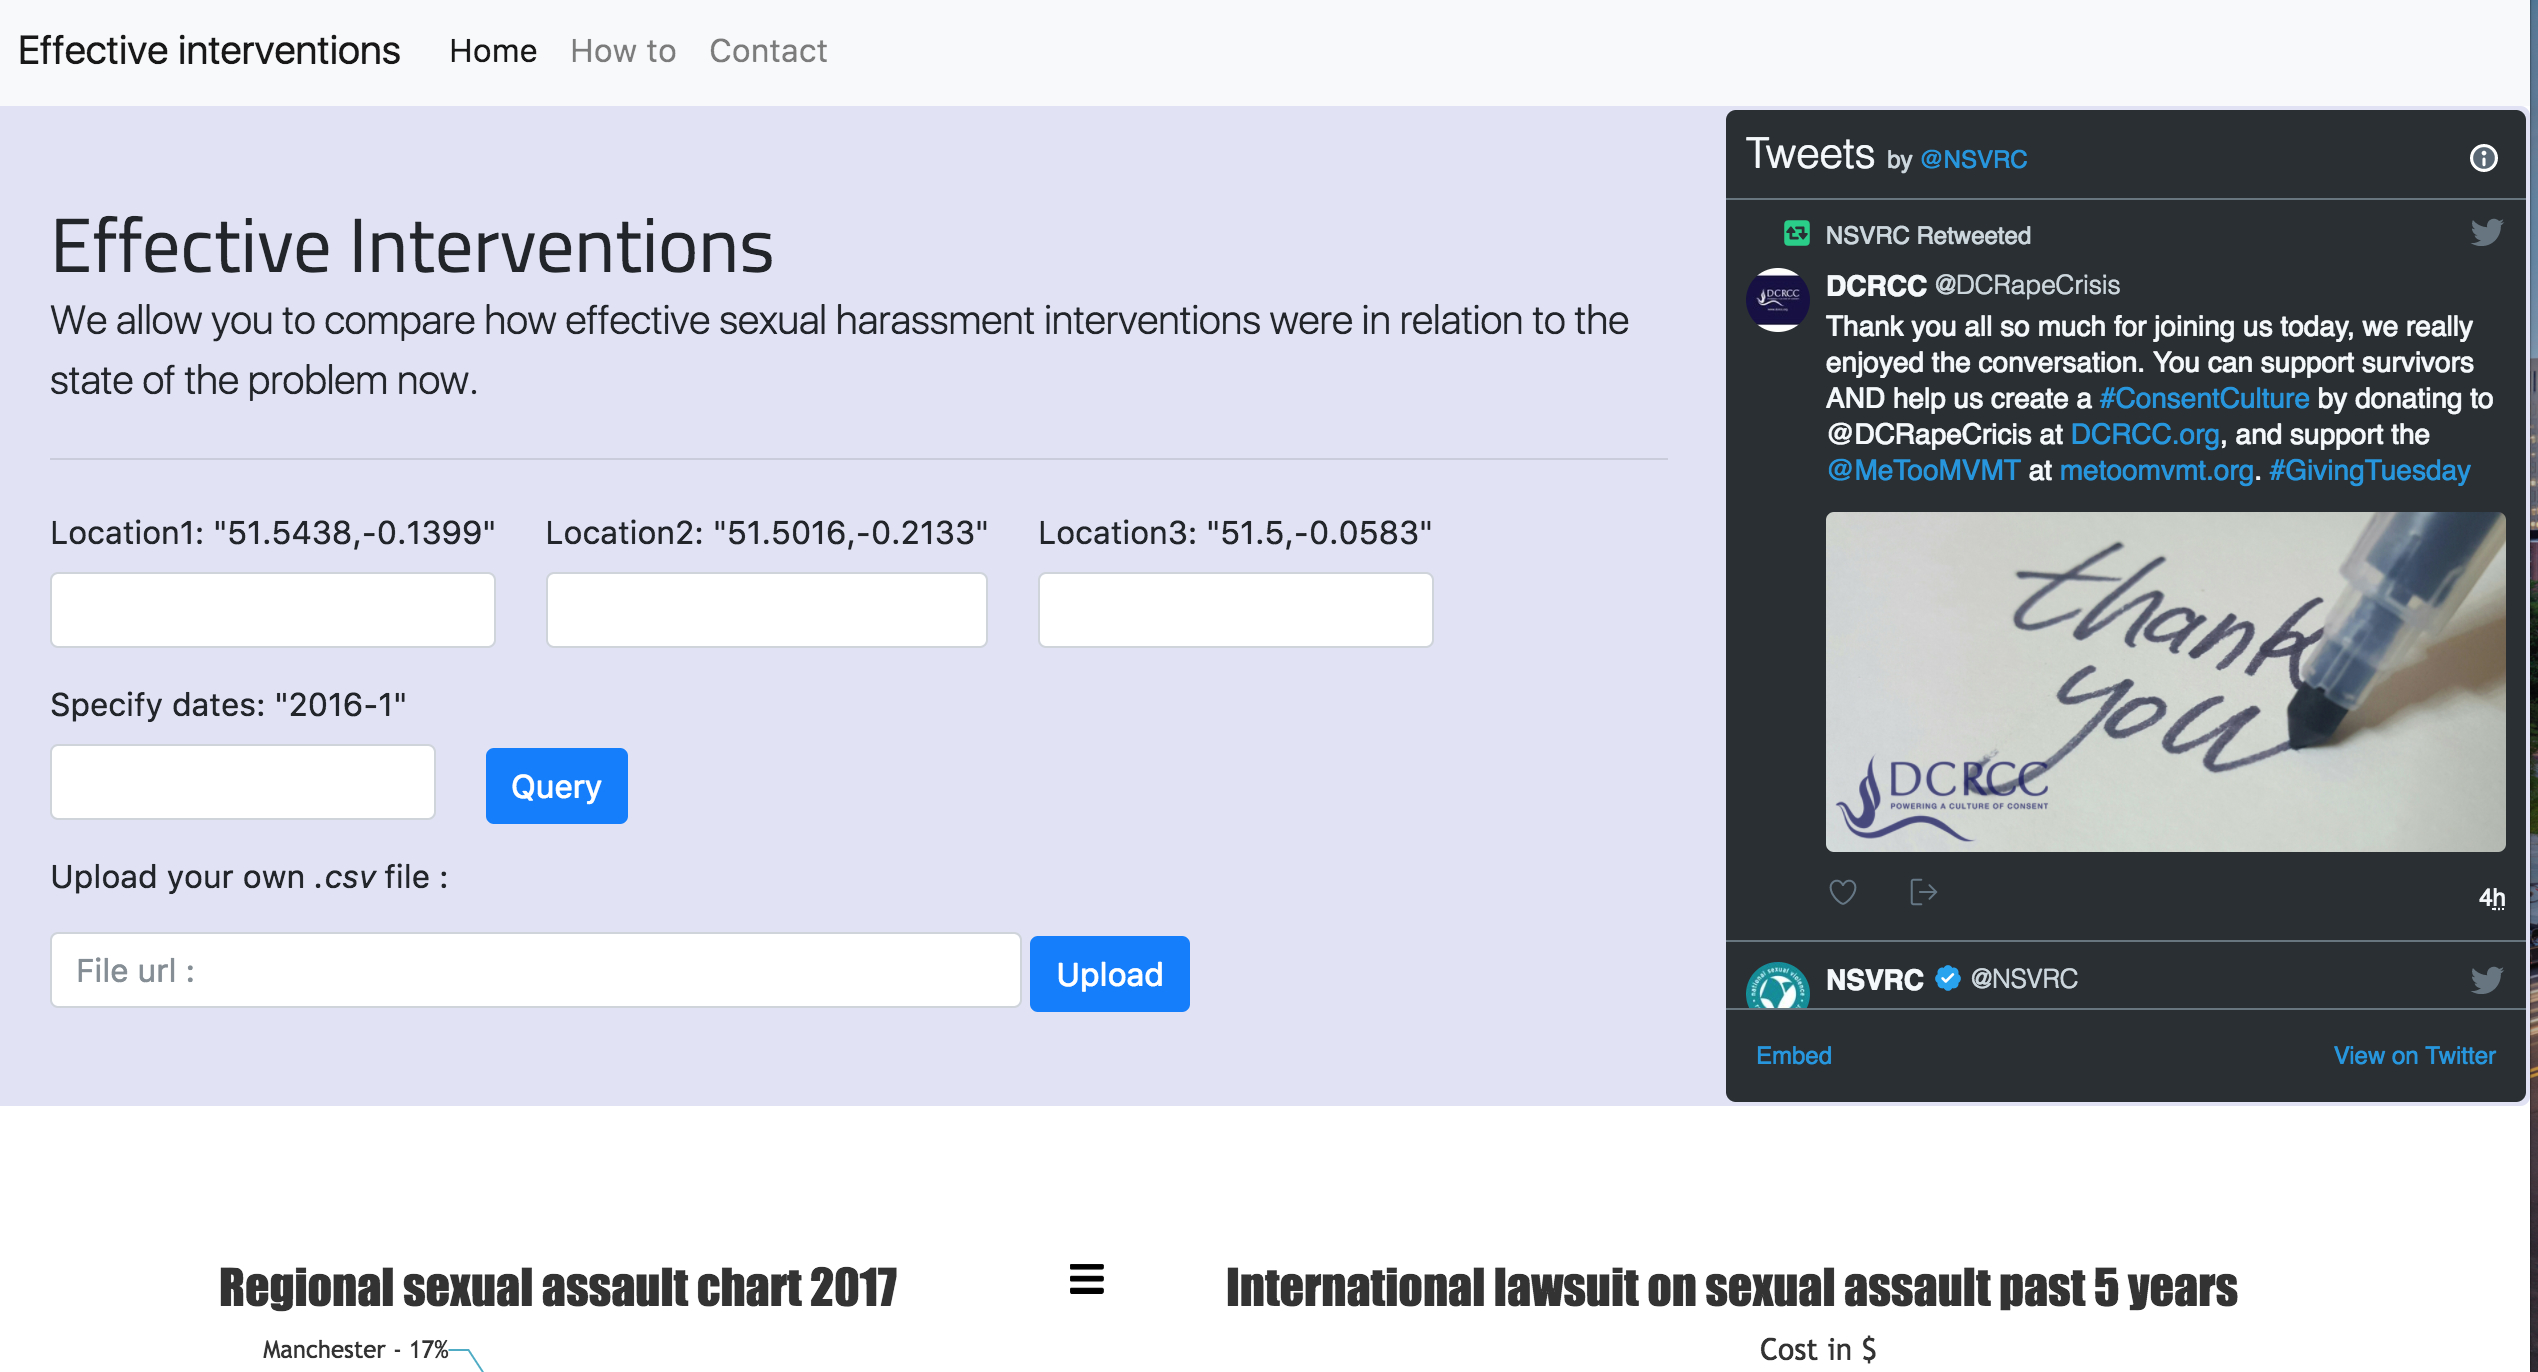 Effective interventions Home How to Contact
Effective Interventions
We allow you to compare how effective sexual harassment interventions were in relation to the
state of the problem now.
Location1: "51.5438,-0.1399" Location2: "51.5016,-0.2133" Location3: "51.5,-0.0583"
Specify dates: "2016-1"
Query
Upload your own .csv file :
File url :
Upload
Tweets by @NSVRC
NSVRC Retweeted
DCRCC @DCRapeCrisis
Thank you all so much for joining us today, we really
enjoyed the conversation. You can support survivors
AND help us create a #ConsentCulture by donating to
@DCRapeCricis at DCRCC.org, and support the
@MeTooMVMT at metoomvmt.org. #GivingTuesday
thank
you
DCRCC
POWERING A CULTURE OF CONSENT
4h
NSVRC @NSVRC
Embed View on Twitter
Regional sexual assault chart 2017
Manchester - 17%
International lawsuit on sexual assault past 5 years
Cost in $